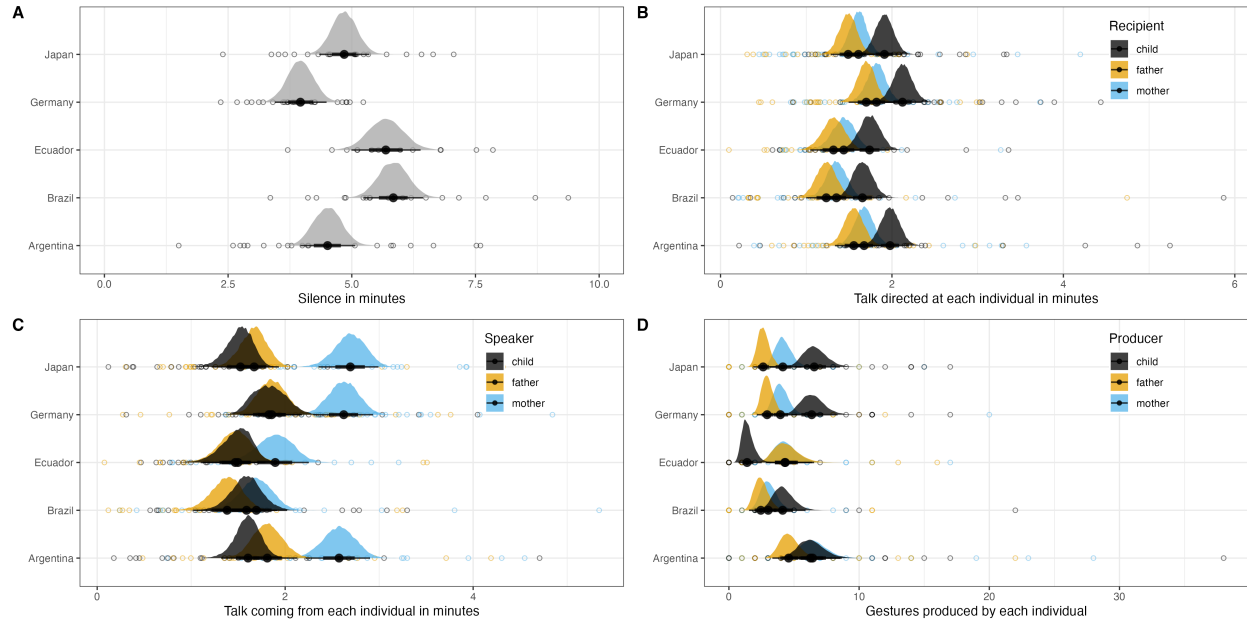 A
Japan
Germany
Ecuador
Brazil
Argentina
0.0 2.5 5.0 7.5 10.0
Silence in minutes
B
Recipient
child
father
mother
Japan
Germany
Ecuador
Brazil
Argentina
0 2 4 6
Talk directed at each individual in minutes
C
Speaker
child
father
mother
Japan
Germany
Ecuador
Brazil
Argentina
0 2 4
Talk coming from each individual in minutes
D
Producer
child
father
mother
Japan
Germany
Ecuador
Brazil
Argentina
0 10 20 30
Gestures produced by each individual